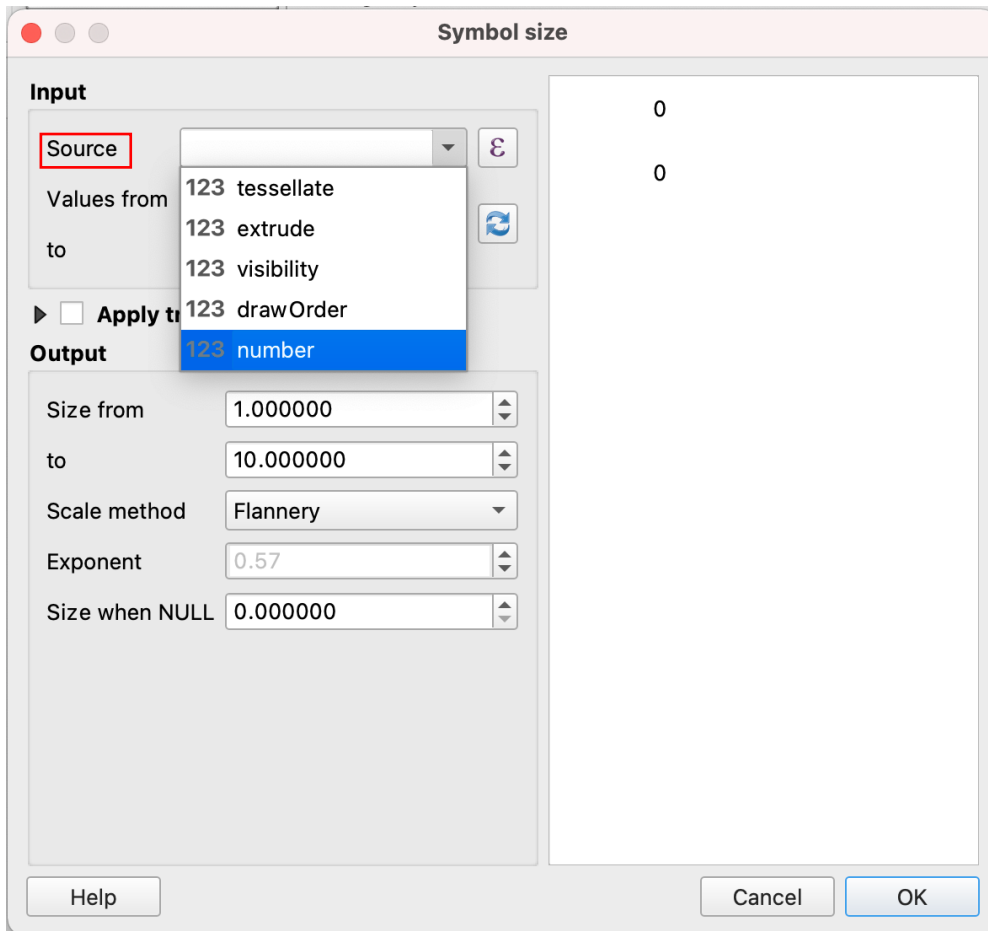 Symbol size
Input
Source
ε
Values from
to
123 tessellate
123 extrude
123 visibility
123 drawOrder
123 number
Apply
Output
Size from 1.000000
to 10.000000
Scale method Flannery
Exponent 0.57
Size when NULL 0.000000
0
0
Help
Cancel
OK